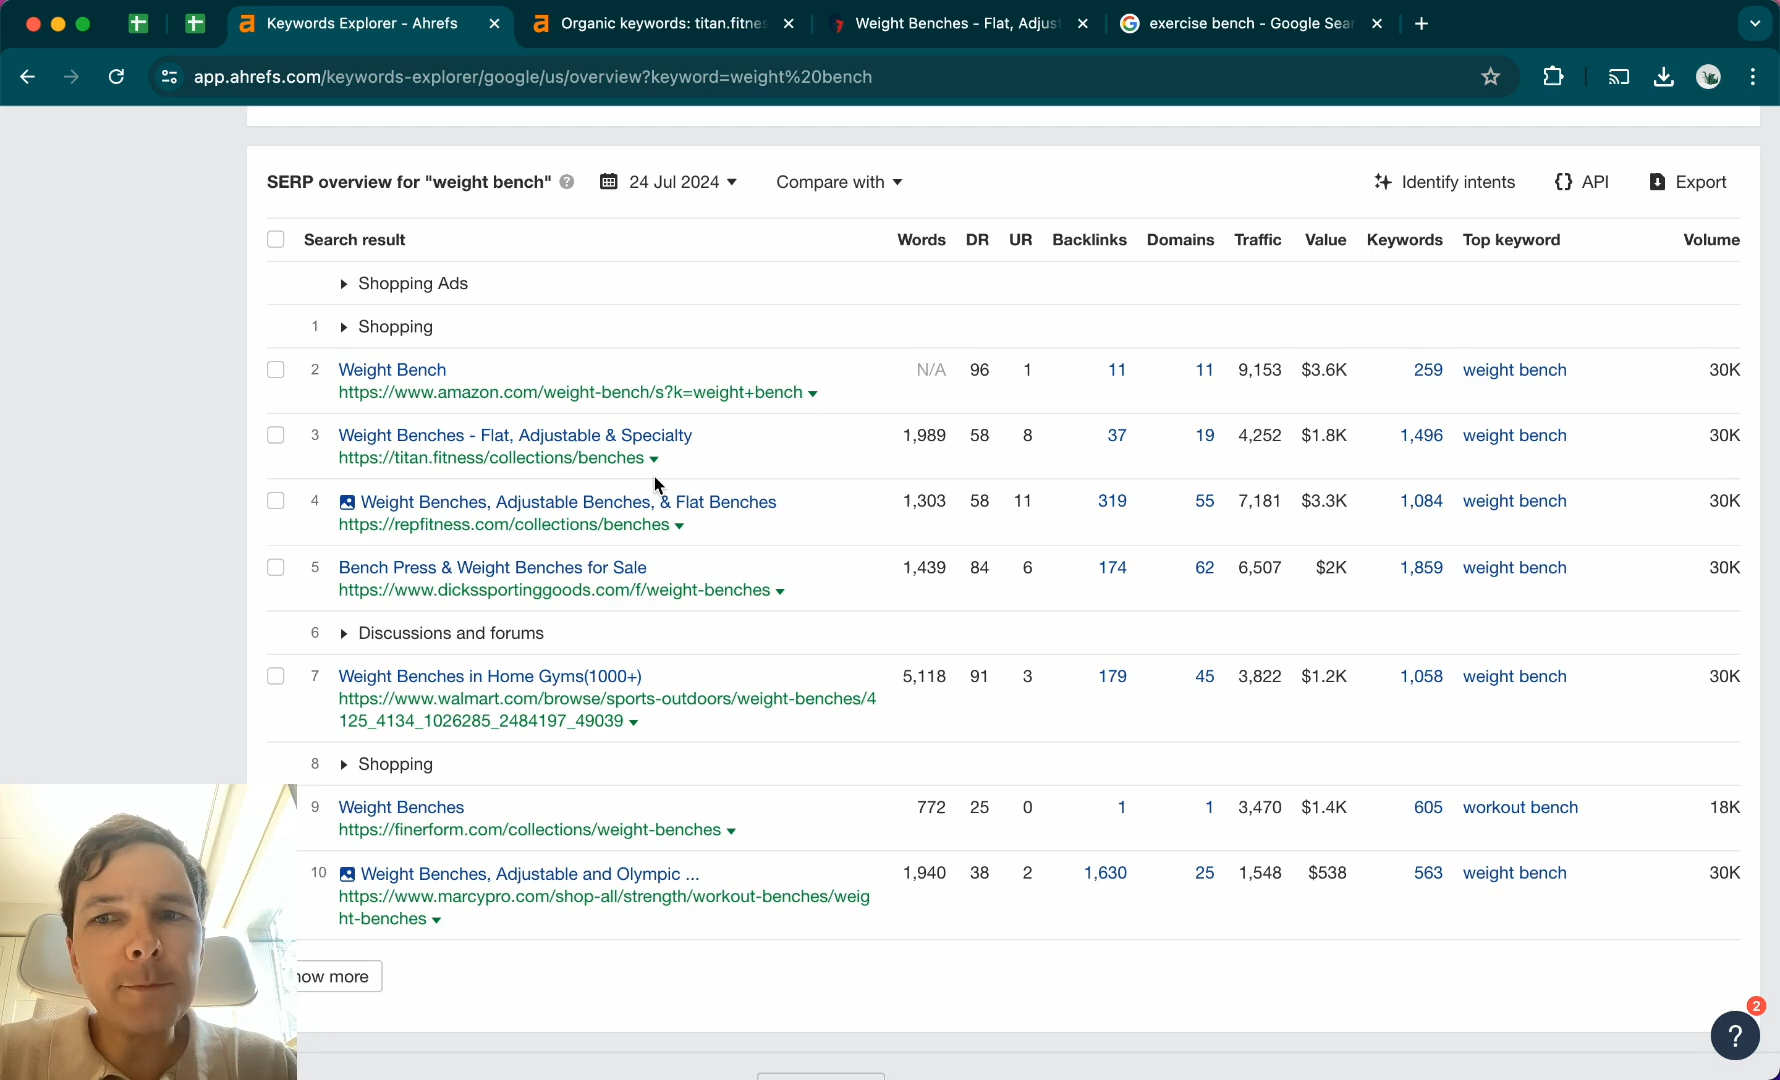 Keywords Explorer - Ahrefs
Organic keywords: titan.fitne
Weight Benches - Flat, Adjus
exercise bench - Google Sear
app.ahrefs.com/keywords-explorer/google/us/overview?keyword=weight%20bench
SERP overview for "weight bench" ?
24 Jul 2024
Compare with
Identify intents
{} API
Export
Search result Words DR UR Backlinks Domains Traffic Value Keywords Top keyword Volume
Shopping Ads
1 Shopping
2 Weight Bench N/A 96 1 11 11 9,153 $3.6K 259 weight bench 30K
https://www.amazon.com/weight-bench/s?k=weight+bench
3 Weight Benches - Flat, Adjustable & Specialty 1,989 58 8 37 19 4,252 $1.8K 1,496 weight bench 30K
https://titan.fitness/collections/benches
4 Weight Benches, Adjustable Benches, & Flat Benches 1,303 58 11 319 55 7,181 $3.3K 1,084 weight bench 30K
https://repfitness.com/collections/benches
5 Bench Press & Weight Benches for Sale 1,439 84 6 174 62 6,507 $2K 1,859 weight bench 30K
https://www.dickssportinggoods.com/f/weight-benches
6 Discussions and forums
7 Weight Benches in Home Gyms(1000+) 5,118 91 3 179 45 3,822 $1.2K 1,058 weight bench 30K
https://www.walmart.com/browse/sports-outdoors/weight-benches/4
125_4134_1026285_2484197_49039
8 Shopping
9 Weight Benches 772 25 0 1 1 3,470 $1.4K 605 workout bench 18K
https://finerform.com/collections/weight-benches
10 Weight Benches, Adjustable and Olympic ... 1,940 38 2 1,630 25 1,548 $538 563 weight bench 30K
https://www.marcypro.com/shop-all/strength/workout-benches/weig
ht-benches
how more
2
?